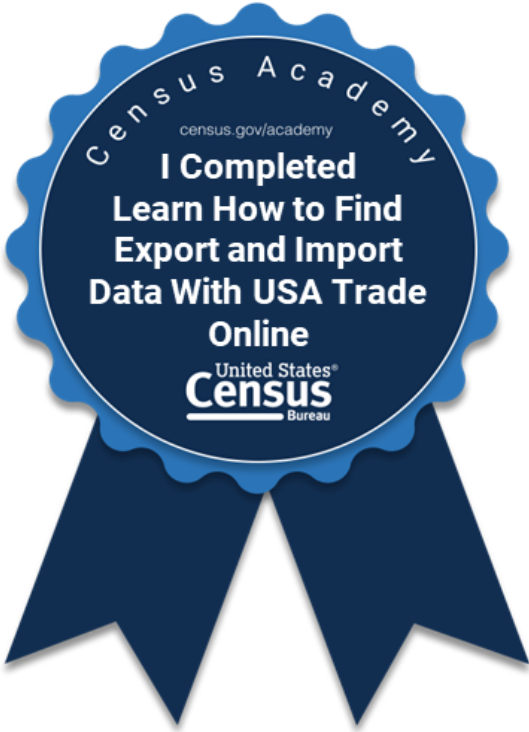 Census Academy
census.gov/academy
I Completed
Learn How to Find
Export and Import
Data With USA Trade
Online
United States®
Census
Bureau